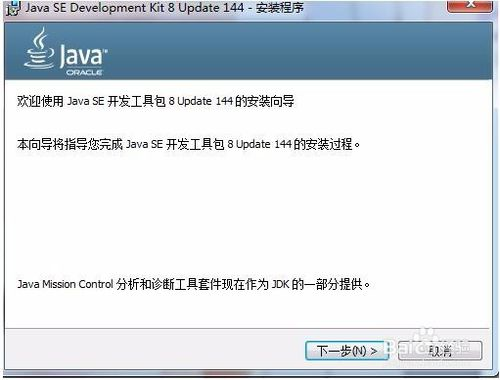 Java SE Development Kit 8 Update 144 - 安装程序
Java
ORACLE
欢迎使用 Java SE 开发工具包 8 Update 144 的安装向导
本向导将指导您完成 Java SE 开发工具包 8 Update 144 的安装过程。
Java Mission Control 分析和诊断工具套件现在作为 JDK 的一部分提供。
下一步(N) >
取消